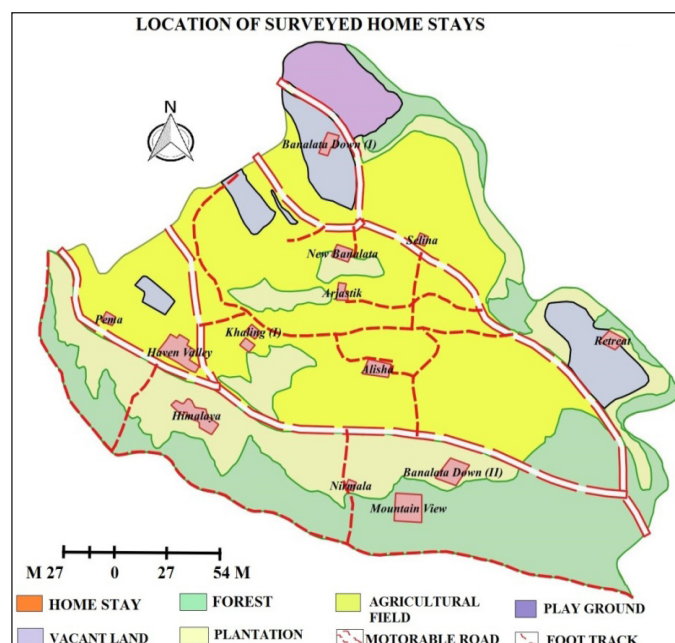 LOCATION OF SURVEYED HOME STAYS
N
Banalata Down (I)
Selina
New Banalata
Arjastik
Pema
Khaling (I)
Retreat
Haven Valley
Alisha
Himalaya
Banalata Down (II)
Nikmala
Mountain View
M 27 0 27 54 M
HOME STAY FOREST AGRICULTURAL FIELD PLAY GROUND
VACANT LAND PLANTATION MOTORABLE ROAD FOOT TRACK